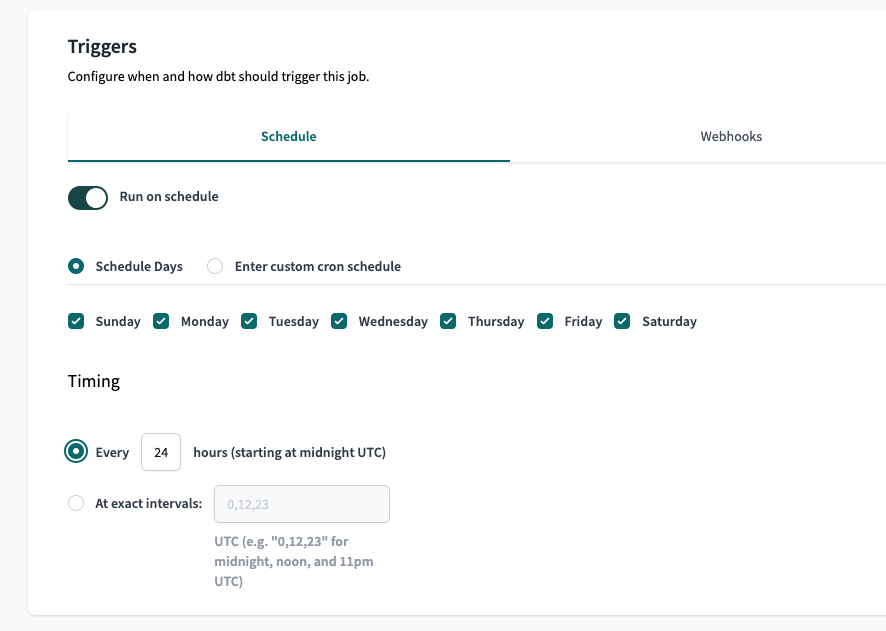 Triggers
Configure when and how dbt should trigger this job.
Schedule Webhooks
Run on schedule
Schedule Days Enter custom cron schedule
Sunday Monday Tuesday Wednesday Thursday Friday Saturday
Timing
Every 24 hours (starting at midnight UTC)
At exact intervals: 0,12,23
UTC (e.g. "0,12,23" for
midnight, noon, and 11pm
UTC)